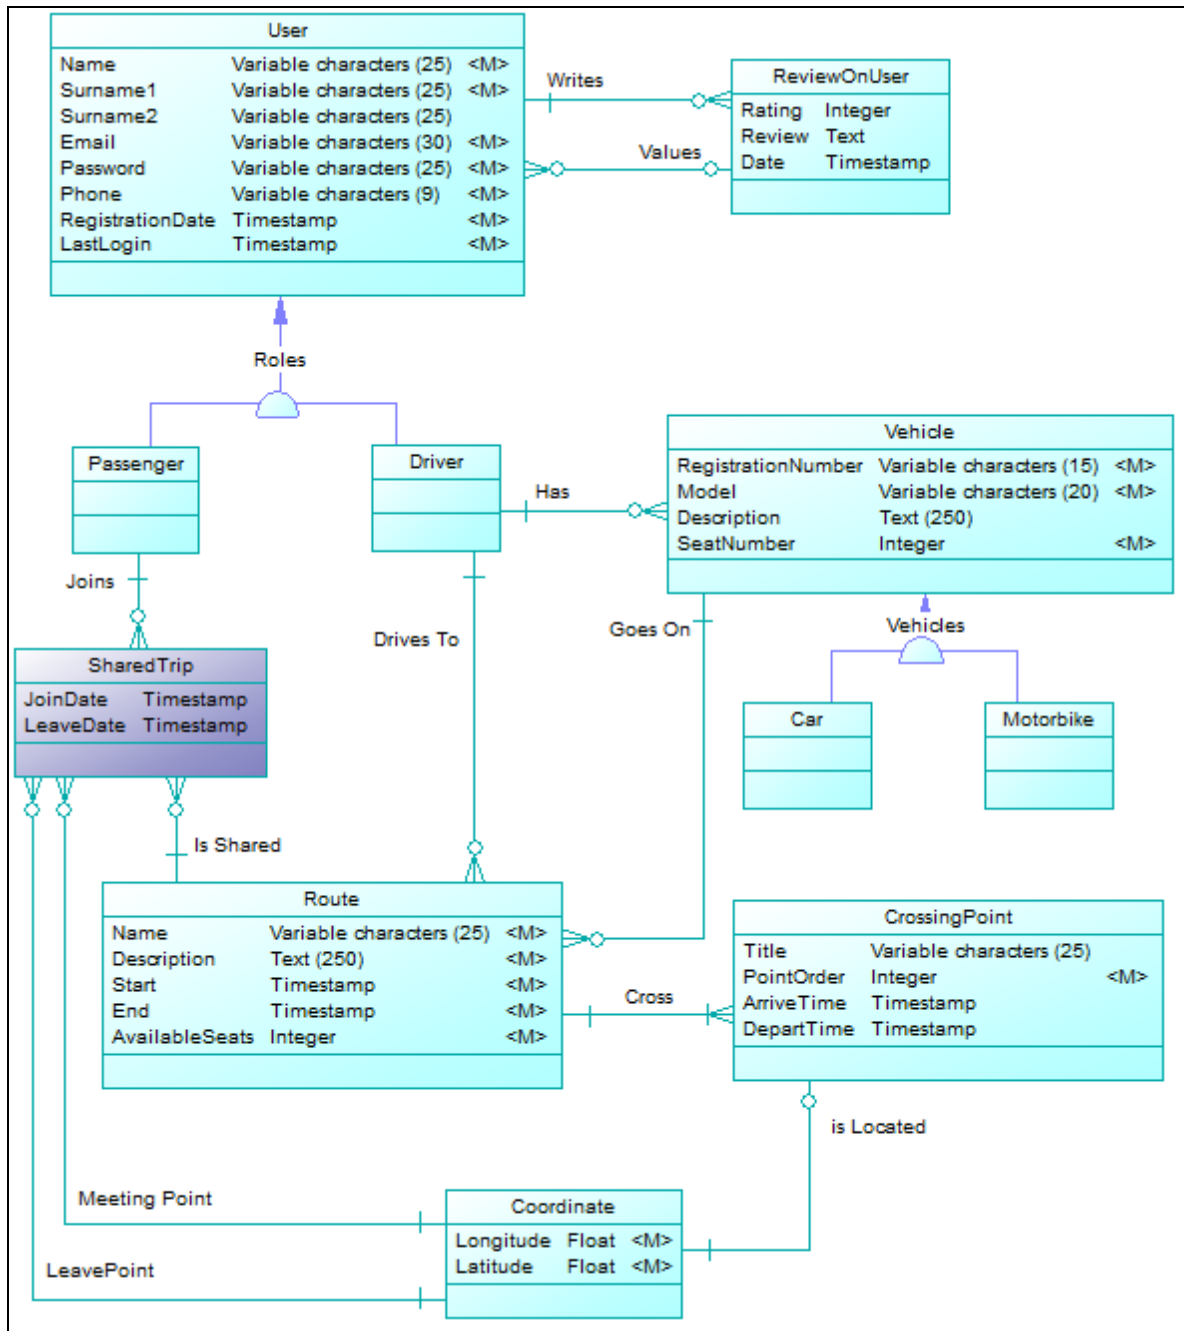 User
Name Variable characters (25) <M>
Surname1 Variable characters (25) <M>
Surname2 Variable characters (25)
Email Variable characters (30) <M>
Password Variable characters (25) <M>
Phone Variable characters (9) <M>
RegistrationDate Timestamp <M>
LastLogin Timestamp <M>
Writes
Values
ReviewOnUser
Rating Integer
Review Text
Date Timestamp
Roles
Passenger
Driver
Has
Vehicle
RegistrationNumber Variable characters (15) <M>
Model Variable characters (20) <M>
Description Text (250)
SeatNumber Integer <M>
Joins
Drives To
Goes On
Vehicles
Car
Motorbike
SharedTrip
JoinDate Timestamp
LeaveDate Timestamp
Is Shared
Route
Name Variable characters (25) <M>
Description Text (250) <M>
Start Timestamp <M>
End Timestamp <M>
AvailableSeats Integer <M>
Cross
CrossingPoint
Title Variable characters (25)
PointOrder Integer <M>
ArriveTime Timestamp
DepartTime Timestamp
is Located
Meeting Point
LeavePoint
Coordinate
Longitude Float <M>
Latitude Float <M>